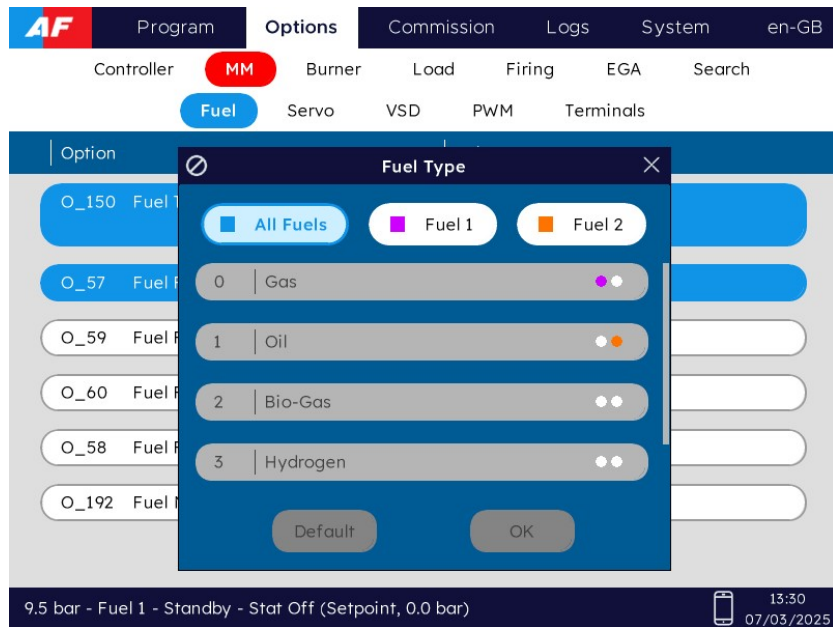 AF Program Options Commission Logs System en-GB
Controller MM Burner Load Firing EGA Search
Fuel Servo VSD PWM Terminals
Option
Fuel Type
O_150 Fuel
All Fuels Fuel 1 Fuel 2
O_57 Fuel
0 Gas
O_59 Fuel
1 Oil
O_60 Fuel
2 Bio-Gas
O_58 Fuel
3 Hydrogen
O_192 Fuel
Default OK
9.5 bar - Fuel 1 - Standby - Stat Off (Setpoint, 0.0 bar)
13:30
07/03/2025